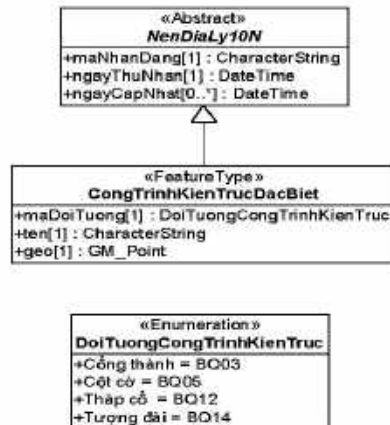 «Abstract»
NenDiaLy10N
+maNhanDang[1] : CharacterString
+ngayThuNhan[1] : DateTime
+ngayCapNhat[0..*] : DateTime
«FeatureType»
CongTrinhKienTrucDacBiet
+maDoiTuong[1] : DoiTuongCongTrinhKienTruc
+ten[1] : CharacterString
+geo[1] : GM_Point
«Enumeration»
DoiTuongCongTrinhKienTruc
+Cổng thành = BQ03
+Cột cờ = BQ05
+Tháp cổ = BQ12
+Tượng đài = BQ14